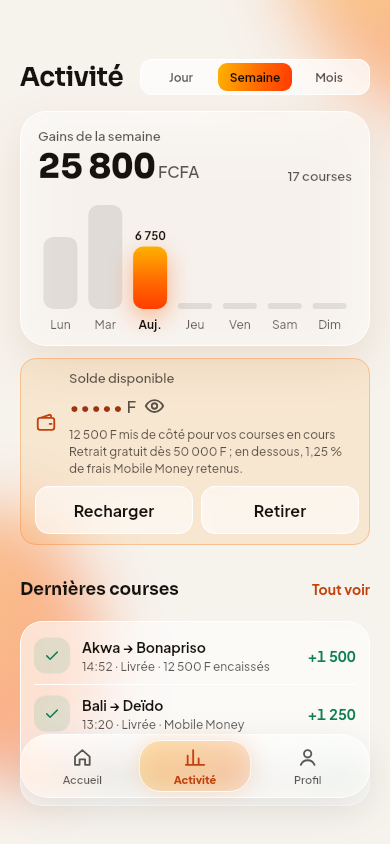 Activité
Jour
Semaine
Mois
Gains de la semaine
25 800 FCFA
17 courses
6 750
Lun
Mar
Auj.
Jeu
Ven
Sam
Dim
Solde disponible
••••• F
12 500 F mis de côté pour vos courses en cours
Retrait gratuit dès 50 000 F ; en dessous, 1,25 %
de frais Mobile Money retenus.
Recharger
Retirer
Dernières courses
Tout voir
Akwa → Bonapriso
14:52 · Livrée · 12 500 F encaissés
+1 500
Bali → Deïdo
13:20 · Livrée · Mobile Money
+1 250
Accueil
Activité
Profil